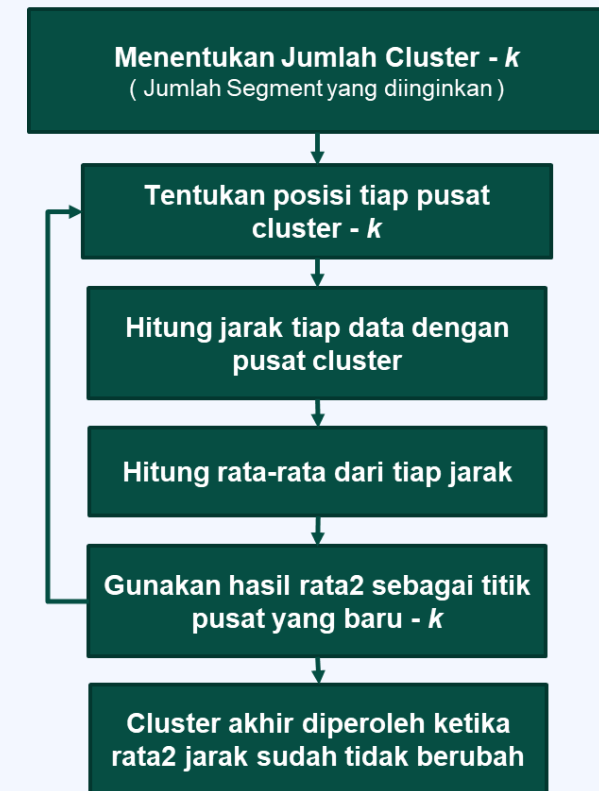 Menentukan Jumlah Cluster - k
( Jumlah Segment yang diinginkan )
Tentukan posisi tiap pusat
cluster - k
Hitung jarak tiap data dengan
pusat cluster
Hitung rata-rata dari tiap jarak
Gunakan hasil rata2 sebagai titik
pusat yang baru - k
Cluster akhir diperoleh ketika
rata2 jarak sudah tidak berubah